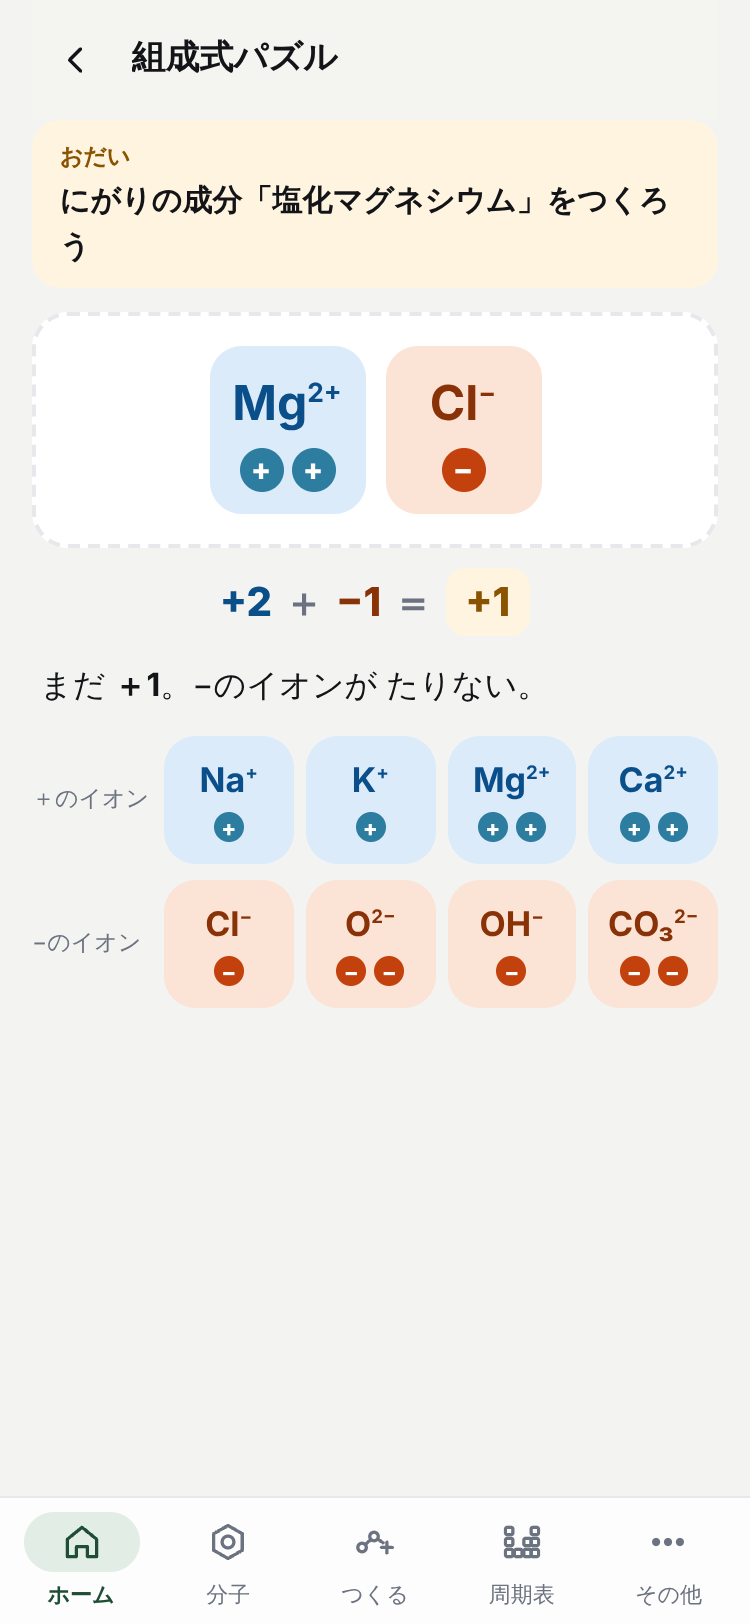 組成式パズル
おだい
にがりの成分「塩化マグネシウム」をつくろ
う
Mg²⁺ Cl⁻
+ + −
+2 + −1 = +1
まだ +1。−のイオンが たりない。
+のイオン Na⁺ K⁺ Mg²⁺ Ca²⁺
+ + + + + +
−のイオン Cl⁻ O²⁻ OH⁻ CO₃²⁻
− − − − − −
ホーム 分子 つくる 周期表 その他